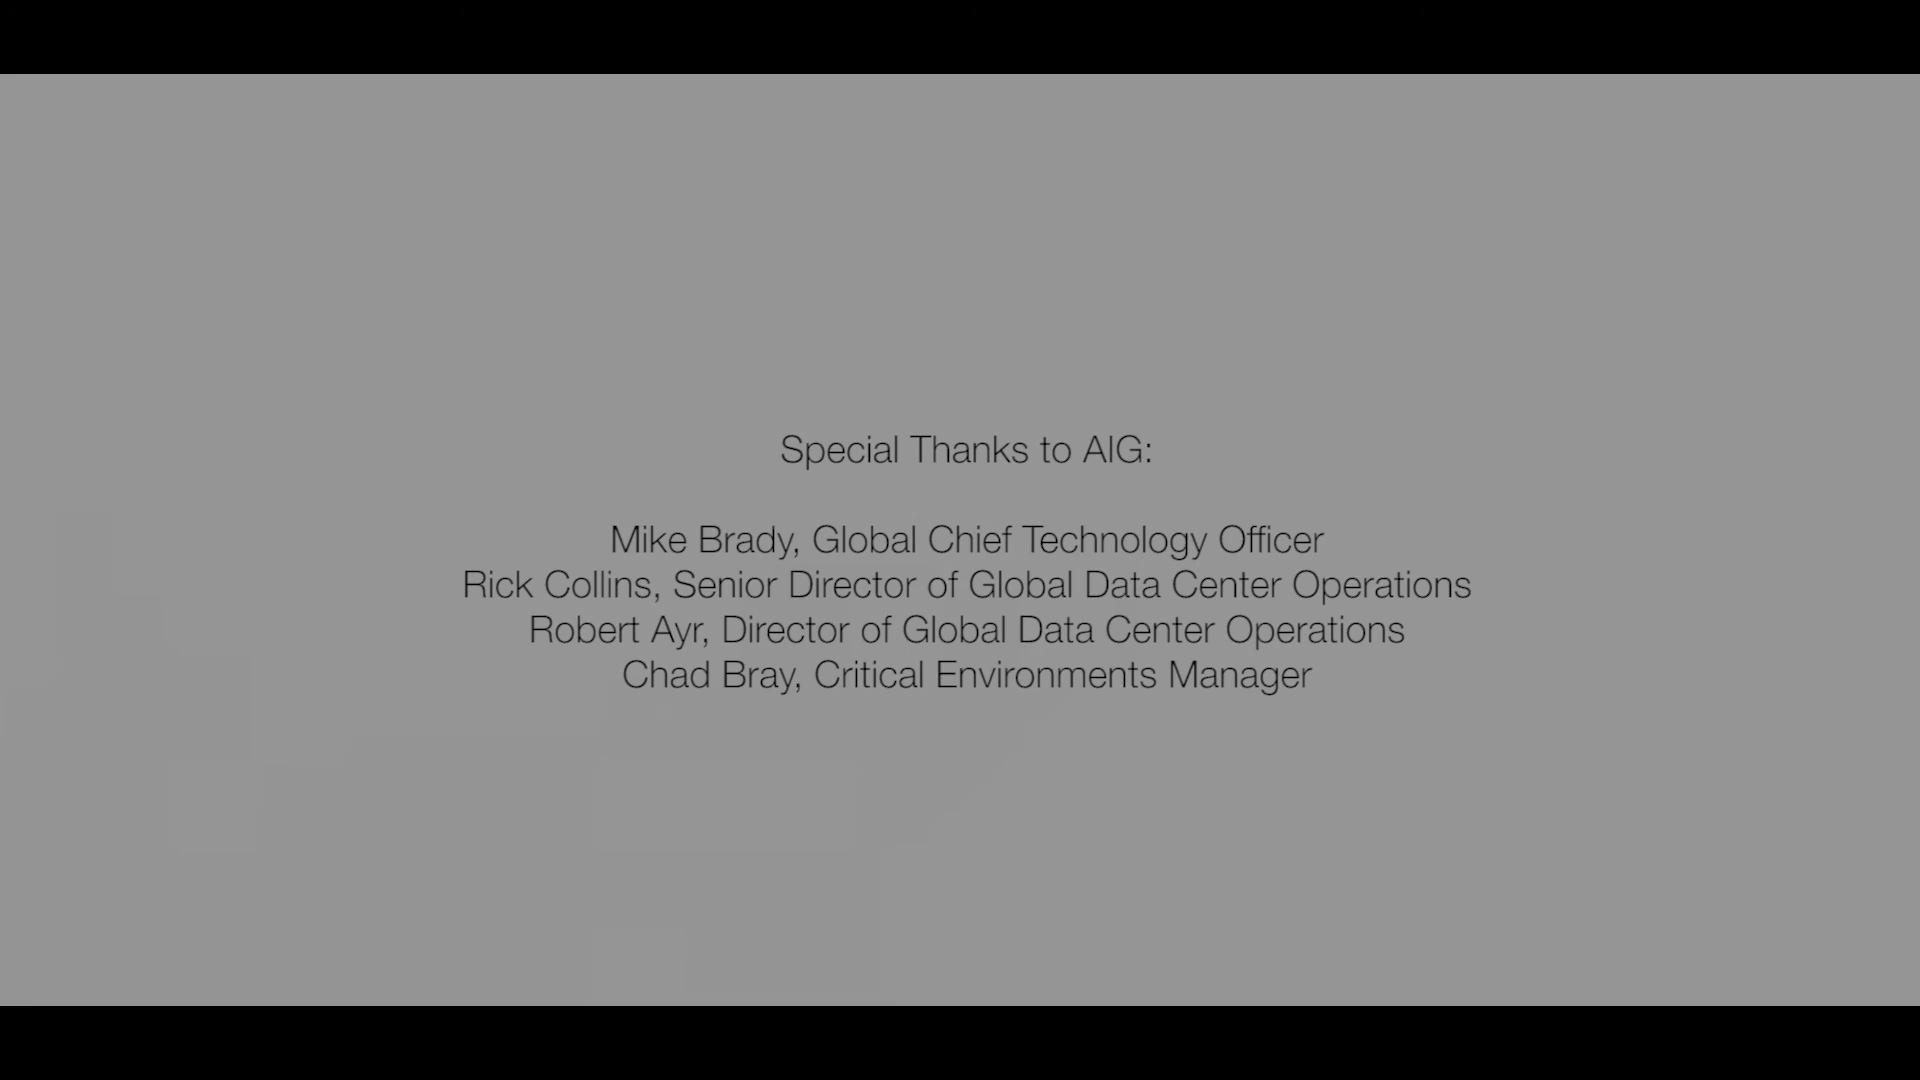 Special Thanks to AIG:
Mike Brady, Global Chief Technology Officer
Rick Collins, Senior Director of Global Data Center Operations
Robert Ayr, Director of Global Data Center Operations
Chad Bray, Critical Environments Manager